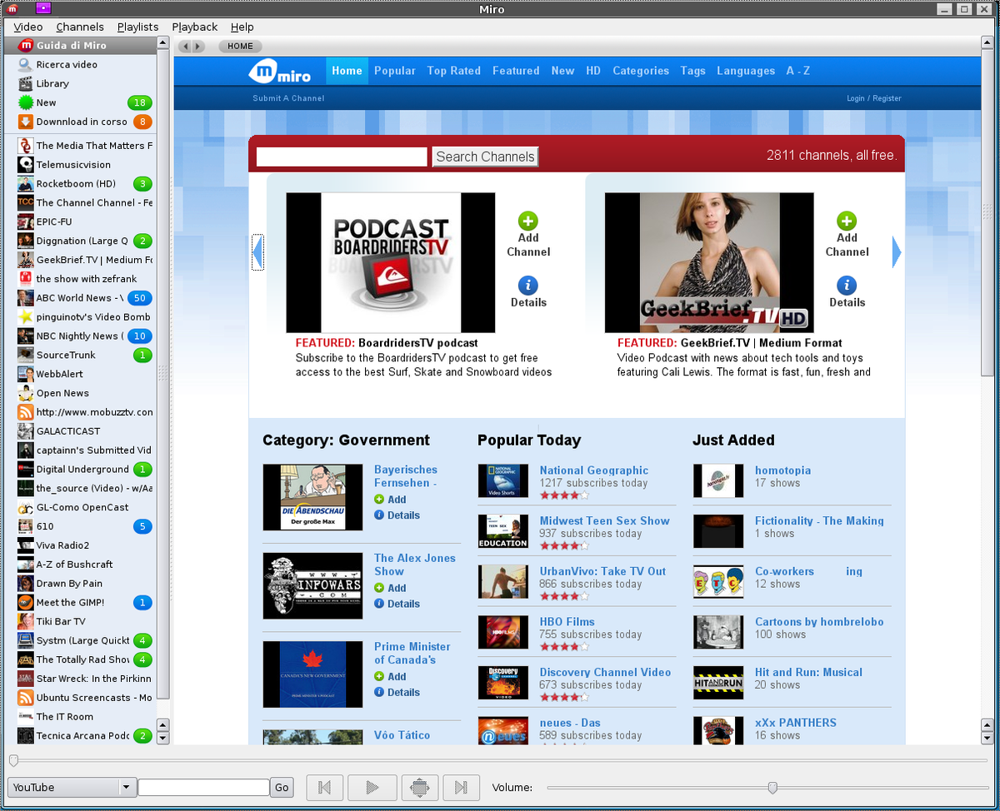 Miro
Video Channels Playlists Playback Help
Guida di Miro
Ricerca video
Library
New 18
Downnload in corso 8
The Media That Matters F
Telemusicvision
Rocketboom (HD) 3
The Channel Channel - Fe
EPIC-FU
Diggnation (Large Q 2
GeekBrief.TV | Medium Fo
the show with zefrank
ABC World News - 50
pinguinotv's Video Bomb
NBC Nightly News ( 10
SourceTrunk 1
WebbAlert
Open News
http://www.mobuzztv.con
GALACTICAST
captainn's Submitted Vid
Digital Underground 1
the_source (Video) - w/Aa
GL-Como OpenCast
610 5
Viva Radio2
A-Z of Bushcraft
Drawn By Pain
Meet the GIMP! 1
Tiki Bar TV
Systm (Large Quickt 4
The Totally Rad Shov 4
Star Wreck: In the Pirkinn
Ubuntu Screencasts - Mo
The IT Room
Tecnica Arcana Podc 2
HOME
miro Home Popular Top Rated Featured New HD Categories Tags Languages A - Z
Submit A Channel Login / Register
Search Channels 2811 channels, all free.
PODCAST
BOARDRIDERSTV
Add
Channel
Details
FEATURED: BoardridersTV podcast
Subscribe to the BoardridersTV podcast to get free
access to the best Surf, Skate and Snowboard videos
GeekBrief.TV HD
Add
Channel
Details
FEATURED: GeekBrief.TV | Medium Format
Video Podcast with news about tech tools and toys
featuring Cali Lewis. The format is fast, fun, fresh and
Category: Government
DIE ABENDSCHAU
Der große Max
Bayerisches
Fernsehen -
Add
Details
WWW.
INFOWARS
.COM
The Alex Jones
Show
Add
Details
CANADA'S NEW GOVERNMENT
PRIME MINISTER'S PODCAST
Prime Minister
of Canada's
Add
Details
Vôo Tático
Popular Today
NATIONAL GEOGRAPHIC
Video Shorts
National Geographic
1217 subscribes today
TEEN SEX
EDUCATION
Midwest Teen Sex Show
937 subscribes today
UrbanVivo: Take TV Out
866 subscribes today
HBO FILMS
HBO Films
755 subscribes today
Discovery
CHANNEL
VIDEO
Discovery Channel Video
673 subscribes today
neues
neues - Das
589 subscribes today
Just Added
homotopia.tv
homotopia
17 shows
Fictionality - The Making
1 shows
ETC
Co-workers ing
12 shows
Cartoons by hombrelobo
100 shows
HIT AND RUN
Hit and Run: Musical
20 shows
xXx PANTHERS
16 shows
YouTube Go Volume: